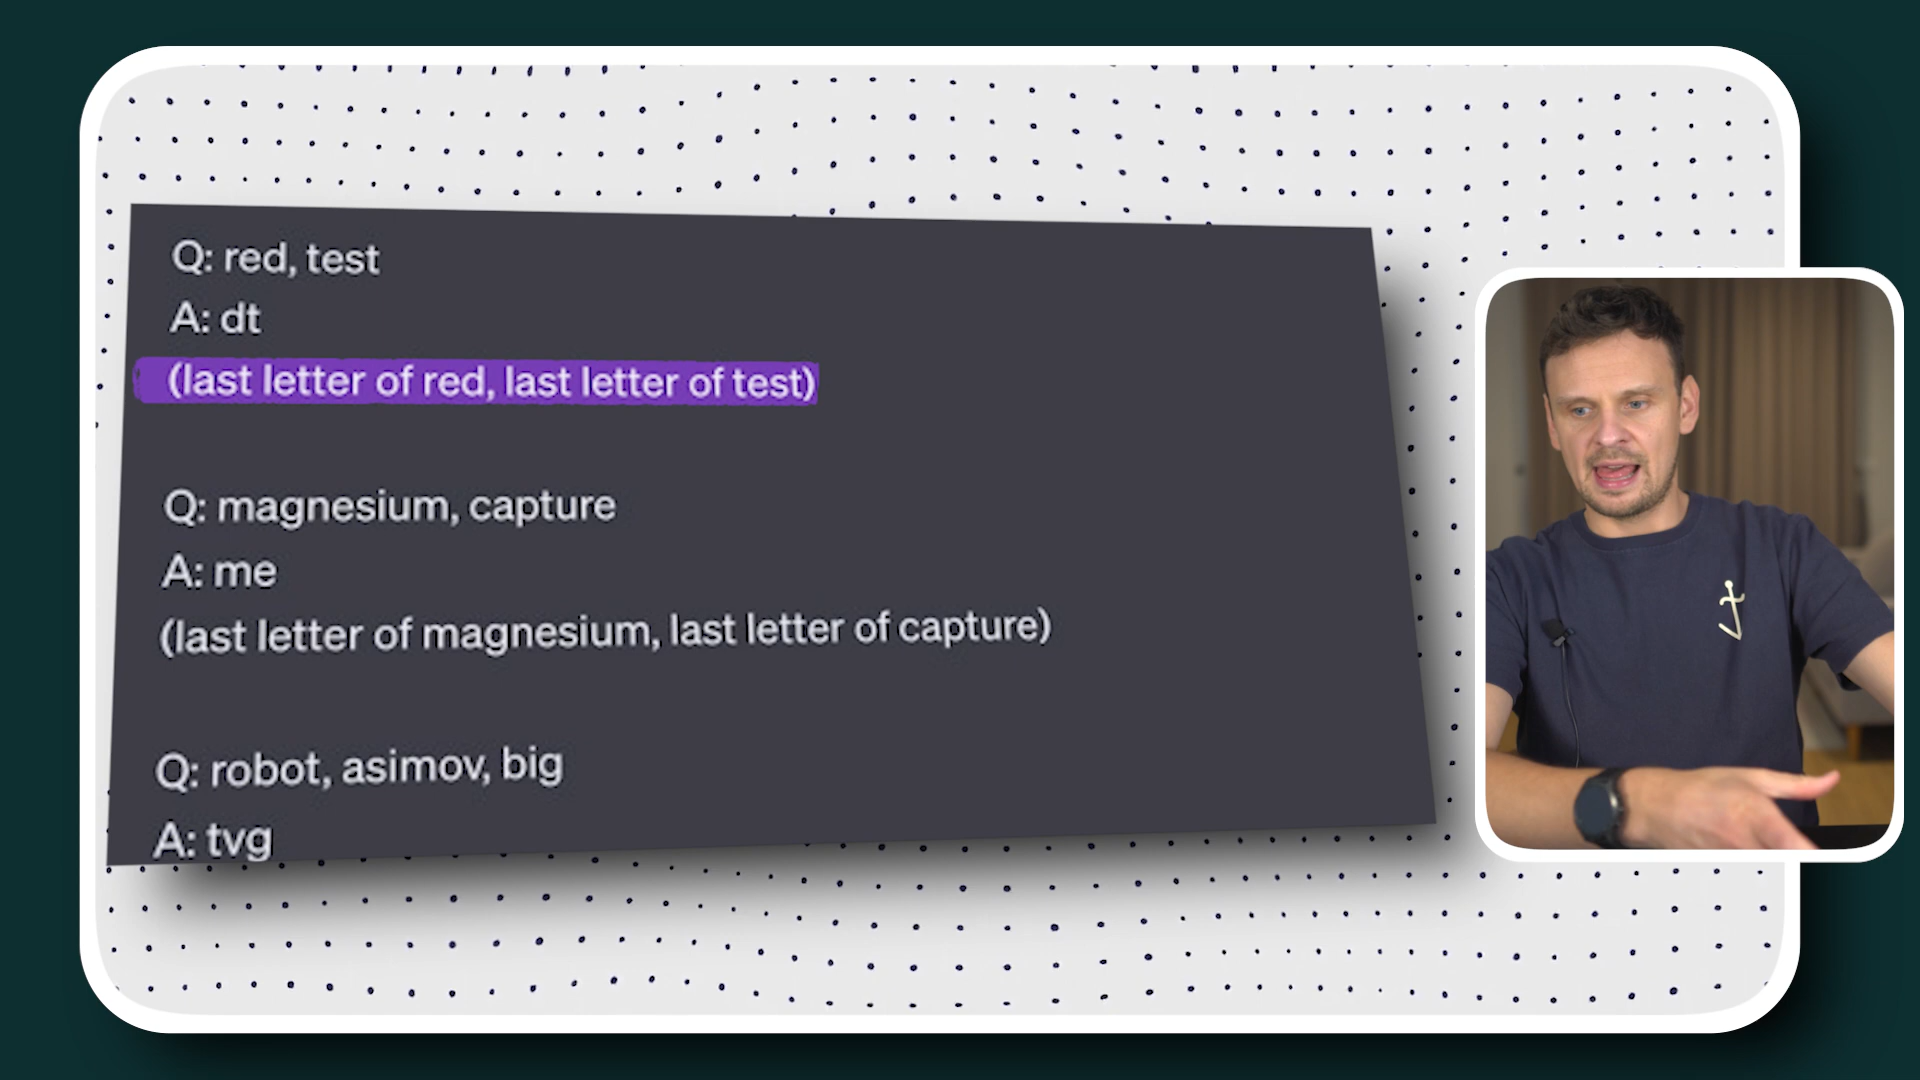 Q: red, test
A: dt
(last letter of red, last letter of test)
Q: magnesium, capture
A: me
(last letter of magnesium, last letter of capture)
Q: robot, asimov, big
A: tvg